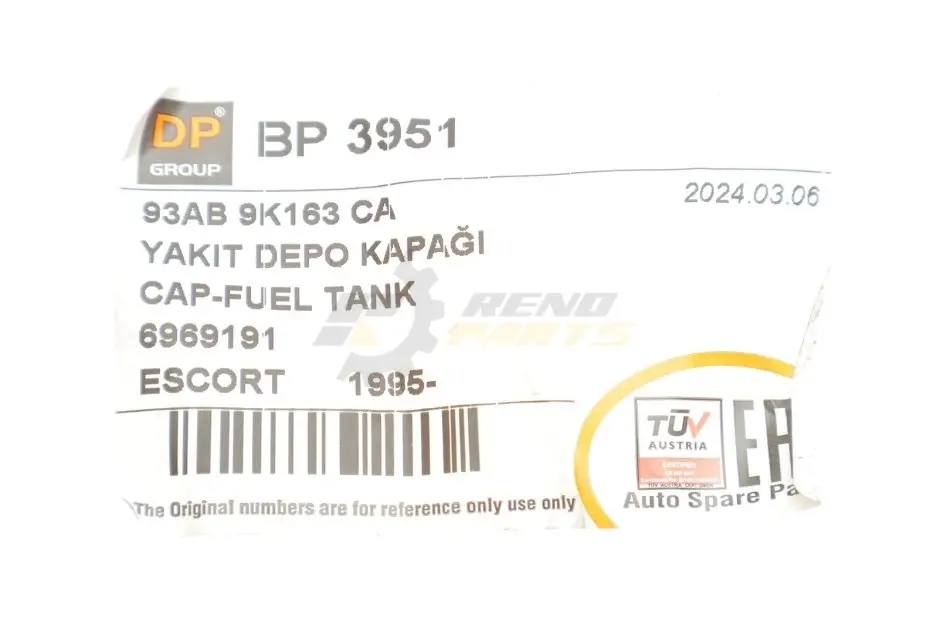 DP®
GROUP
BP 3951
2024.03.06
93AB 9K163 CA
YAKIT DEPO KAPAĞI
CAP-FUEL TANK
6969191
ESCORT 1995-
RENO
PARTS
TÜV
AUSTRIA
EAC
Auto Spare Pa
The Original numbers are for reference only use only